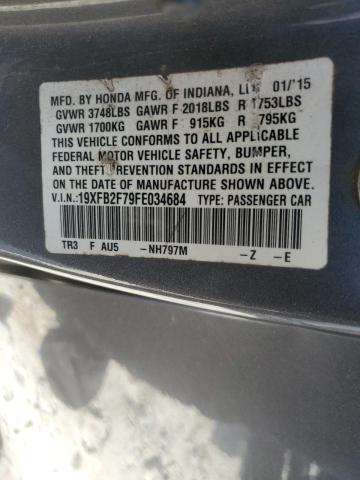 MFD. BY HONDA MFG. OF INDIANA, LLC 01/'15
GVWR 3748LBS GAWR F 2018LBS R 1753LBS
GVWR 1700KG GAWR F 915KG R 795KG
THIS VEHICLE CONFORMS TO ALL APPLICABLE
FEDERAL MOTOR VEHICLE SAFETY, BUMPER,
AND THEFT PREVENTION STANDARDS IN EFFECT
ON THE DATE OF MANUFACTURE SHOWN ABOVE.
V.I.N.: 19XFB2F79FE034684 TYPE: PASSENGER CAR
TR3 F AU5 -NH797M -Z -E